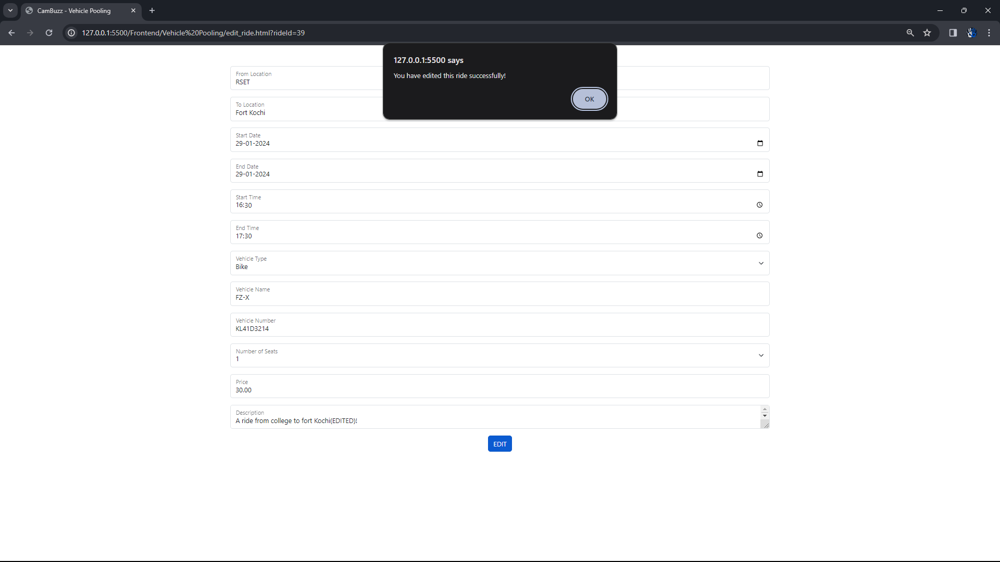 CamBuzz - Vehicle Pooling
127.0.0.1:5500/Frontend/Vehicle%20Pooling/edit_ride.html?rideId=39
127.0.0.1:5500 says
You have edited this ride successfully!
OK
From Location
RSET
To Location
Fort Kochi
Start Date
29-01-2024
End Date
29-01-2024
Start Time
16:30
End Time
17:30
Vehicle Type
Bike
Vehicle Name
FZ-X
Vehicle Number
KL41D3214
Number of Seats
1
Price
30.00
Description
A ride from college to fort Kochi(EDITED)!
EDIT